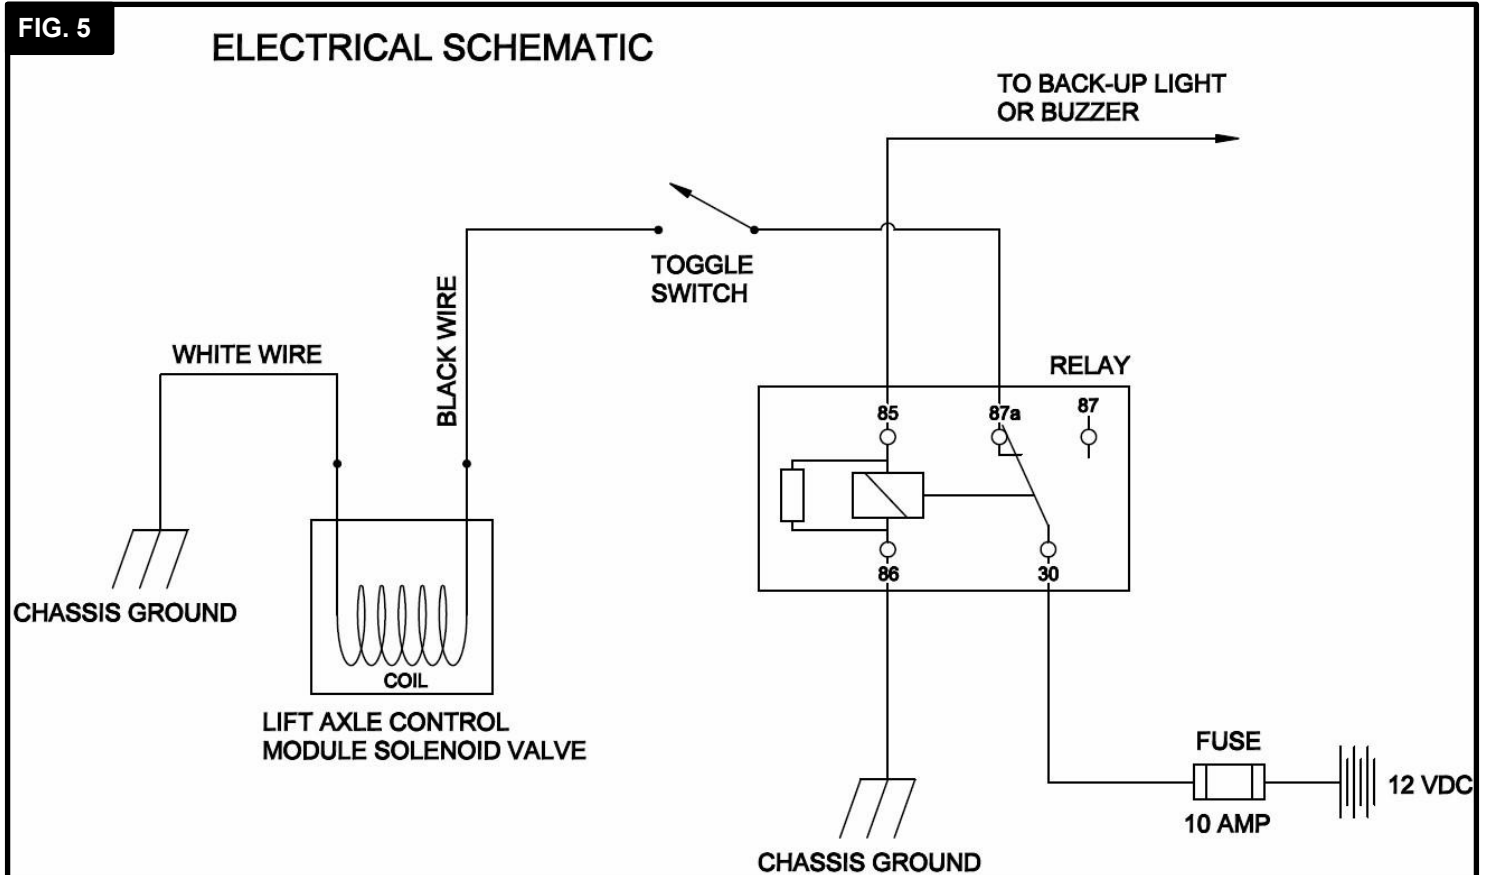 FIG. 5
ELECTRICAL SCHEMATIC
TO BACK-UP LIGHT
OR BUZZER
TOGGLE
SWITCH
BLACK WIRE
WHITE WIRE
RELAY
85
87a
87
86
30
CHASSIS GROUND
COIL
LIFT AXLE CONTROL
MODULE SOLENOID VALVE
FUSE
12 VDC
10 AMP
CHASSIS GROUND